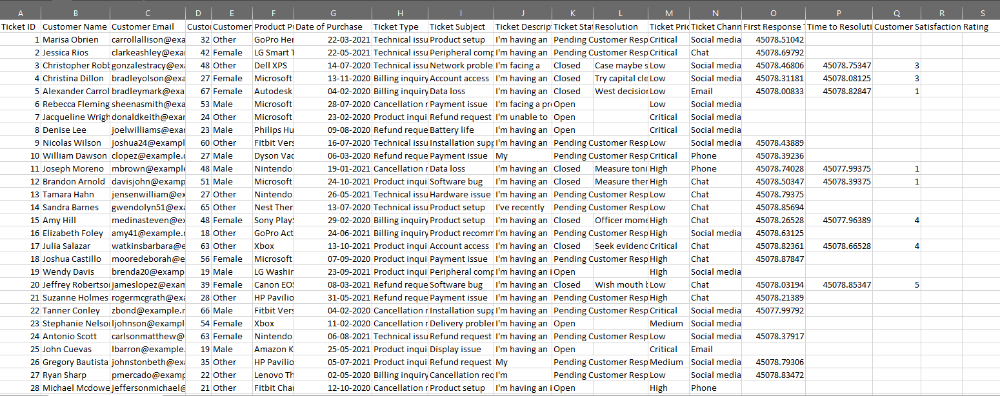 A B C D E F G H I J K L M N O P Q R S
Ticket ID Customer Name Customer Email Custo Customer Product Pu Date of Purchase Ticket Type Ticket Subject Ticket Descrip Ticket Stat Resolution Ticket Prio Ticket Chann First Response T Time to Resoluti Customer Satisfaction Rating
1 Marisa Obrien carrollallison@exa 32 Other GoPro Her 22-03-2021 Technical issu Product setup I'm having an Pending Customer Resp Critical Social media 45078.51042
2 Jessica Rios clarkeashley@exa 42 Female LG Smart T 22-05-2021 Technical issu Peripheral comp I'm having an Pending Customer Resp Critical Chat 45078.69792
3 Christopher Robb gonzalestracy@exa 48 Other Dell XPS 14-07-2020 Technical issu Network proble I'm facing a Closed Case maybe s Low Social media 45078.46806 45078.75347 3
4 Christina Dillon bradleyolson@exa 27 Female Microsoft 13-11-2020 Billing inquiry Account access I'm having an Closed Try capital cle Low Social media 45078.31181 45078.08125 3
5 Alexander Carrol bradleymark@exa 67 Female Autodesk 04-02-2020 Billing inquiry Data loss I'm having an Closed West decision Low Email 45078.00833 45078.82847 1
6 Rebecca Fleming sheenasmith@exa 53 Male Microsoft 28-07-2020 Cancellation r Payment issue I'm facing a pro Open Low Social media
7 Jacqueline Wrigh donaldkeith@exar 24 Other Microsoft 23-02-2020 Product inqui Refund request I'm unable to Open Critical Social media
8 Denise Lee joelwilliams@exar 23 Male Philips Hu 09-08-2020 Refund reque Battery life I'm having an Open Critical Social media
9 Nicolas Wilson joshua24@exampl 60 Other Fitbit Vers 16-07-2020 Technical issu Installation supp I'm having an Pending Customer Resp Low Social media 45078.43889
10 William Dawson clopez@example.c 27 Male Dyson Vac 06-03-2020 Refund reque Payment issue My Pending Customer Resp Critical Phone 45078.39236
11 Joseph Moreno mbrown@example 48 Male Nintendo 19-01-2021 Cancellation r Data loss I'm having an Closed Measure toni High Phone 45078.74028 45077.99375 1
12 Brandon Arnold davisjohn@examp 51 Male Microsoft 24-10-2021 Product inqui Software bug I'm having an Closed Measure ther High Chat 45078.50347 45078.39375 1
13 Tamara Hahn jensenwilliam@ex 27 Other Nintendo 26-05-2021 Technical issu Hardware issue I'm having an Pending Customer Resp Low Chat 45078.79375
14 Sandra Barnes gwendolyn51@exa 65 Other Nest Ther 13-07-2020 Technical issu Product setup I've recently Pending Customer Resp Low Chat 45078.85694
15 Amy Hill medinasteven@ex 48 Female Sony PlayS 29-02-2020 Billing inquiry Product setup I'm having an Closed Officer mome High Chat 45078.26528 45077.96389 4
16 Elizabeth Foley amy41@example.r 18 Other GoPro Act 24-06-2021 Billing inquiry Product recomm I'm having an Pending Customer Resp High Social media 45078.63125
17 Julia Salazar watkinsbarbara@e 63 Other Xbox 13-10-2021 Product inqui Account access I'm having an Closed Seek evidenc Critical Chat 45078.82361 45078.66528 4
18 Joshua Castillo mooredeborah@e 56 Female Microsoft 07-09-2020 Product inqui Payment issue I'm having an Pending Customer Resp High Chat 45078.87847
19 Wendy Davis brenda20@examp 19 Male LG Washin 23-09-2021 Product inqui Peripheral comp I'm having an i Open High Social media
20 Jeffrey Robertso jameslopez@exam 39 Female Canon EOS 08-03-2021 Refund reque Software bug I'm having an Closed Wish mouth b Low Chat 45078.03194 45078.85347 5
21 Suzanne Holmes rogermcgrath@exa 28 Other HP Pavilio 31-05-2021 Refund reque Payment issue I'm having an Pending Customer Resp High Chat 45078.21389
22 Tanner Conley zbond@example.r 66 Male Fitbit Vers 04-02-2020 Cancellation r Installation supp I'm having an Pending Customer Resp Critical Social media 45077.99792
23 Stephanie Nelso ljohnson@exampl 54 Female Xbox 11-02-2020 Cancellation r Delivery probler I'm having an Open Medium Social media
24 Antonio Scott carlsonmatthew@ 63 Female Nintendo 06-08-2021 Technical issu Refund request I'm having an Pending Customer Resp Low Social media 45078.37917
25 John Cuevas lbarron@example. 19 Male Amazon K 25-05-2021 Product inqui Display issue I'm having an Open Critical Email
26 Gregory Bautista johnstonbeth@exa 35 Other HP Pavilio 05-07-2021 Product inqui Refund request My Pending Customer Resp Medium Social media 45078.79306
27 Ryan Sharp pmercado@examp 22 Other Lenovo Th 02-05-2020 Billing inquiry Cancellation rec I'm Pending Customer Resp Low Social media 45078.83472
28 Michael Mcdowe jeffersonmichael@ 21 Other Fitbit Char 12-10-2020 Cancellation r Product setup I'm having an i Open High Phone